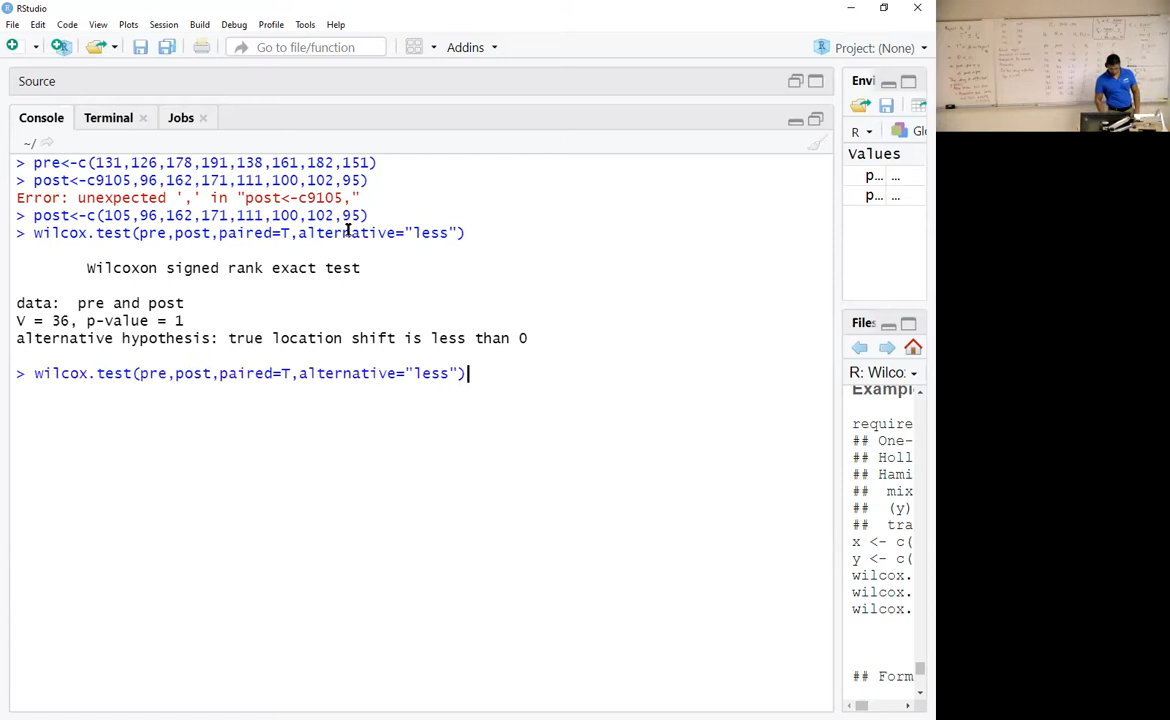 RStudio
File Edit Code View Plots Session Build Debug Profile Tools Help
Go to file/function
Addins
Project: (None)
Source
Console
Terminal
Jobs
~/
> pre<-c(131,126,178,191,138,161,182,151)
> post<-c9105,96,162,171,111,100,102,95)
Error: unexpected ',' in "post<-c9105,"
> post<-c(105,96,162,171,111,100,102,95)
> wilcox.test(pre,post,paired=T,alternative="less")
Wilcoxon signed rank exact test
data: pre and post
V = 36, p-value = 1
alternative hypothesis: true location shift is less than 0
> wilcox.test(pre,post,paired=T,alternative="less")
Envi
R
Glo
Values
p... ...
p... ...
Files
R: Wilco:
Exampl
require
## One-
## Holl
## Hami
## mix
## (y)
## tra
x <- c(
y <- c(
wilcox.
wilcox.
wilcox.
## Form